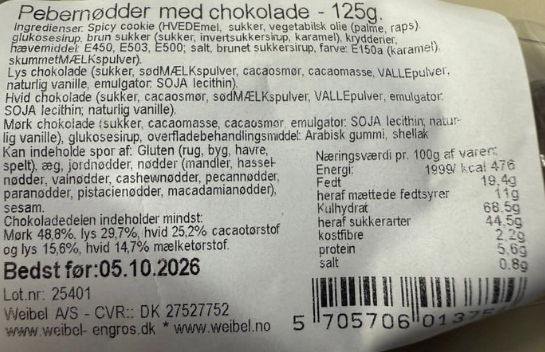 Pebernødder med chokolade - 125g.
Ingredienser: Spicy cookie (HVEDEmel, sukker, vegetabilsk olie (palme, raps)
glukosesirup, brun sukker (sukker, invertsukkersirup, karamel), krydderier,
hævemiddel: E450, E503, E500; salt, brunet sukkersirup, farve: E150a (karamel)
skummetMÆLKspulver).
Lys chokolade (sukker, sødMÆLKspulver, cacaosmør, cacaomasse, VALLEpulver,
naturlig vanille, emulgator: SOJA lecithin).
Hvid chokolade (sukker, cacaosmør, sødMÆLKspulver, VALLEpulver, emulgator:
SOJA lecithin; naturlig vanille).
Mørk chokolade (sukker, cacaomasse, cacaosmør, emulgator: SOJA lecithin; natur-
lig vanille), glukosesirup, overfladebehandlingsmiddel: Arabisk gummi, shellak
Kan indeholde spor af: Gluten (rug, byg, havre,
spelt), æg, jordnødder, nødder (mandler, hassel-
nødder, valnødder, cashewnødder, pecannødder,
paranødder, pistacienødder, macadamianødder),
sesam.
Chokoladedelen indeholder mindst:
Mørk 48,8%, lys 29,7%, hvid 25,2% cacaotørstof
og lys 15,6%, hvid 14,7% mælketørstof.
Bedst før:05.10.2026
Lot.nr: 25401
Weibel A/S - CVR:: DK 27527752
www.weibel- engros.dk * www.weibel.no
Næringsværdi pr. 100g af varen:
Energi: 1999/ kcal 476
Fedt 19.4g
heraf mættede fedtsyrer 11g
Kulhydrat 68.5g
heraf sukkerarter 44.5g
kostfibre 2.2g
protein 5,6g
salt 0.8g
5 705706 01375